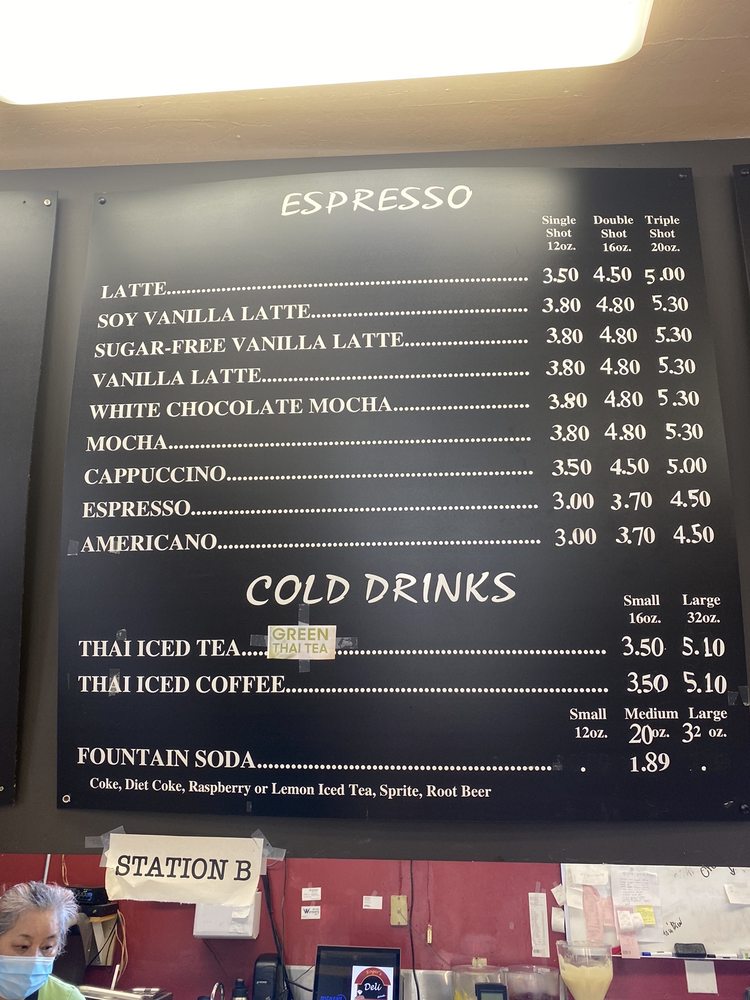 ESPRESSO
Single Double Triple
Shot Shot Shot
12oz. 16oz. 20oz.
LATTE........ 3.50 4.50 5.00
SOY VANILLA LATTE........ 3.80 4.80 5.30
SUGAR-FREE VANILLA LATTE........ 3.80 4.80 5.30
VANILLA LATTE........ 3.80 4.80 5.30
WHITE CHOCOLATE MOCHA........ 3.80 4.80 5.30
MOCHA........ 3.80 4.80 5.30
CAPPUCCINO........ 3.50 4.50 5.00
ESPRESSO........ 3.00 3.70 4.50
AMERICANO........ 3.00 3.70 4.50
COLD DRINKS
Small Large
16oz. 32oz.
GREEN
THAI TEA
THAI ICED TEA........ 3.50 5.10
THAI ICED COFFEE........ 3.50 5.10
Small Medium Large
12oz. 20oz. 32 oz.
FOUNTAIN SODA........ . 1.89 .
Coke, Diet Coke, Raspberry or Lemon Iced Tea, Sprite, Root Beer
STATION B
Deli